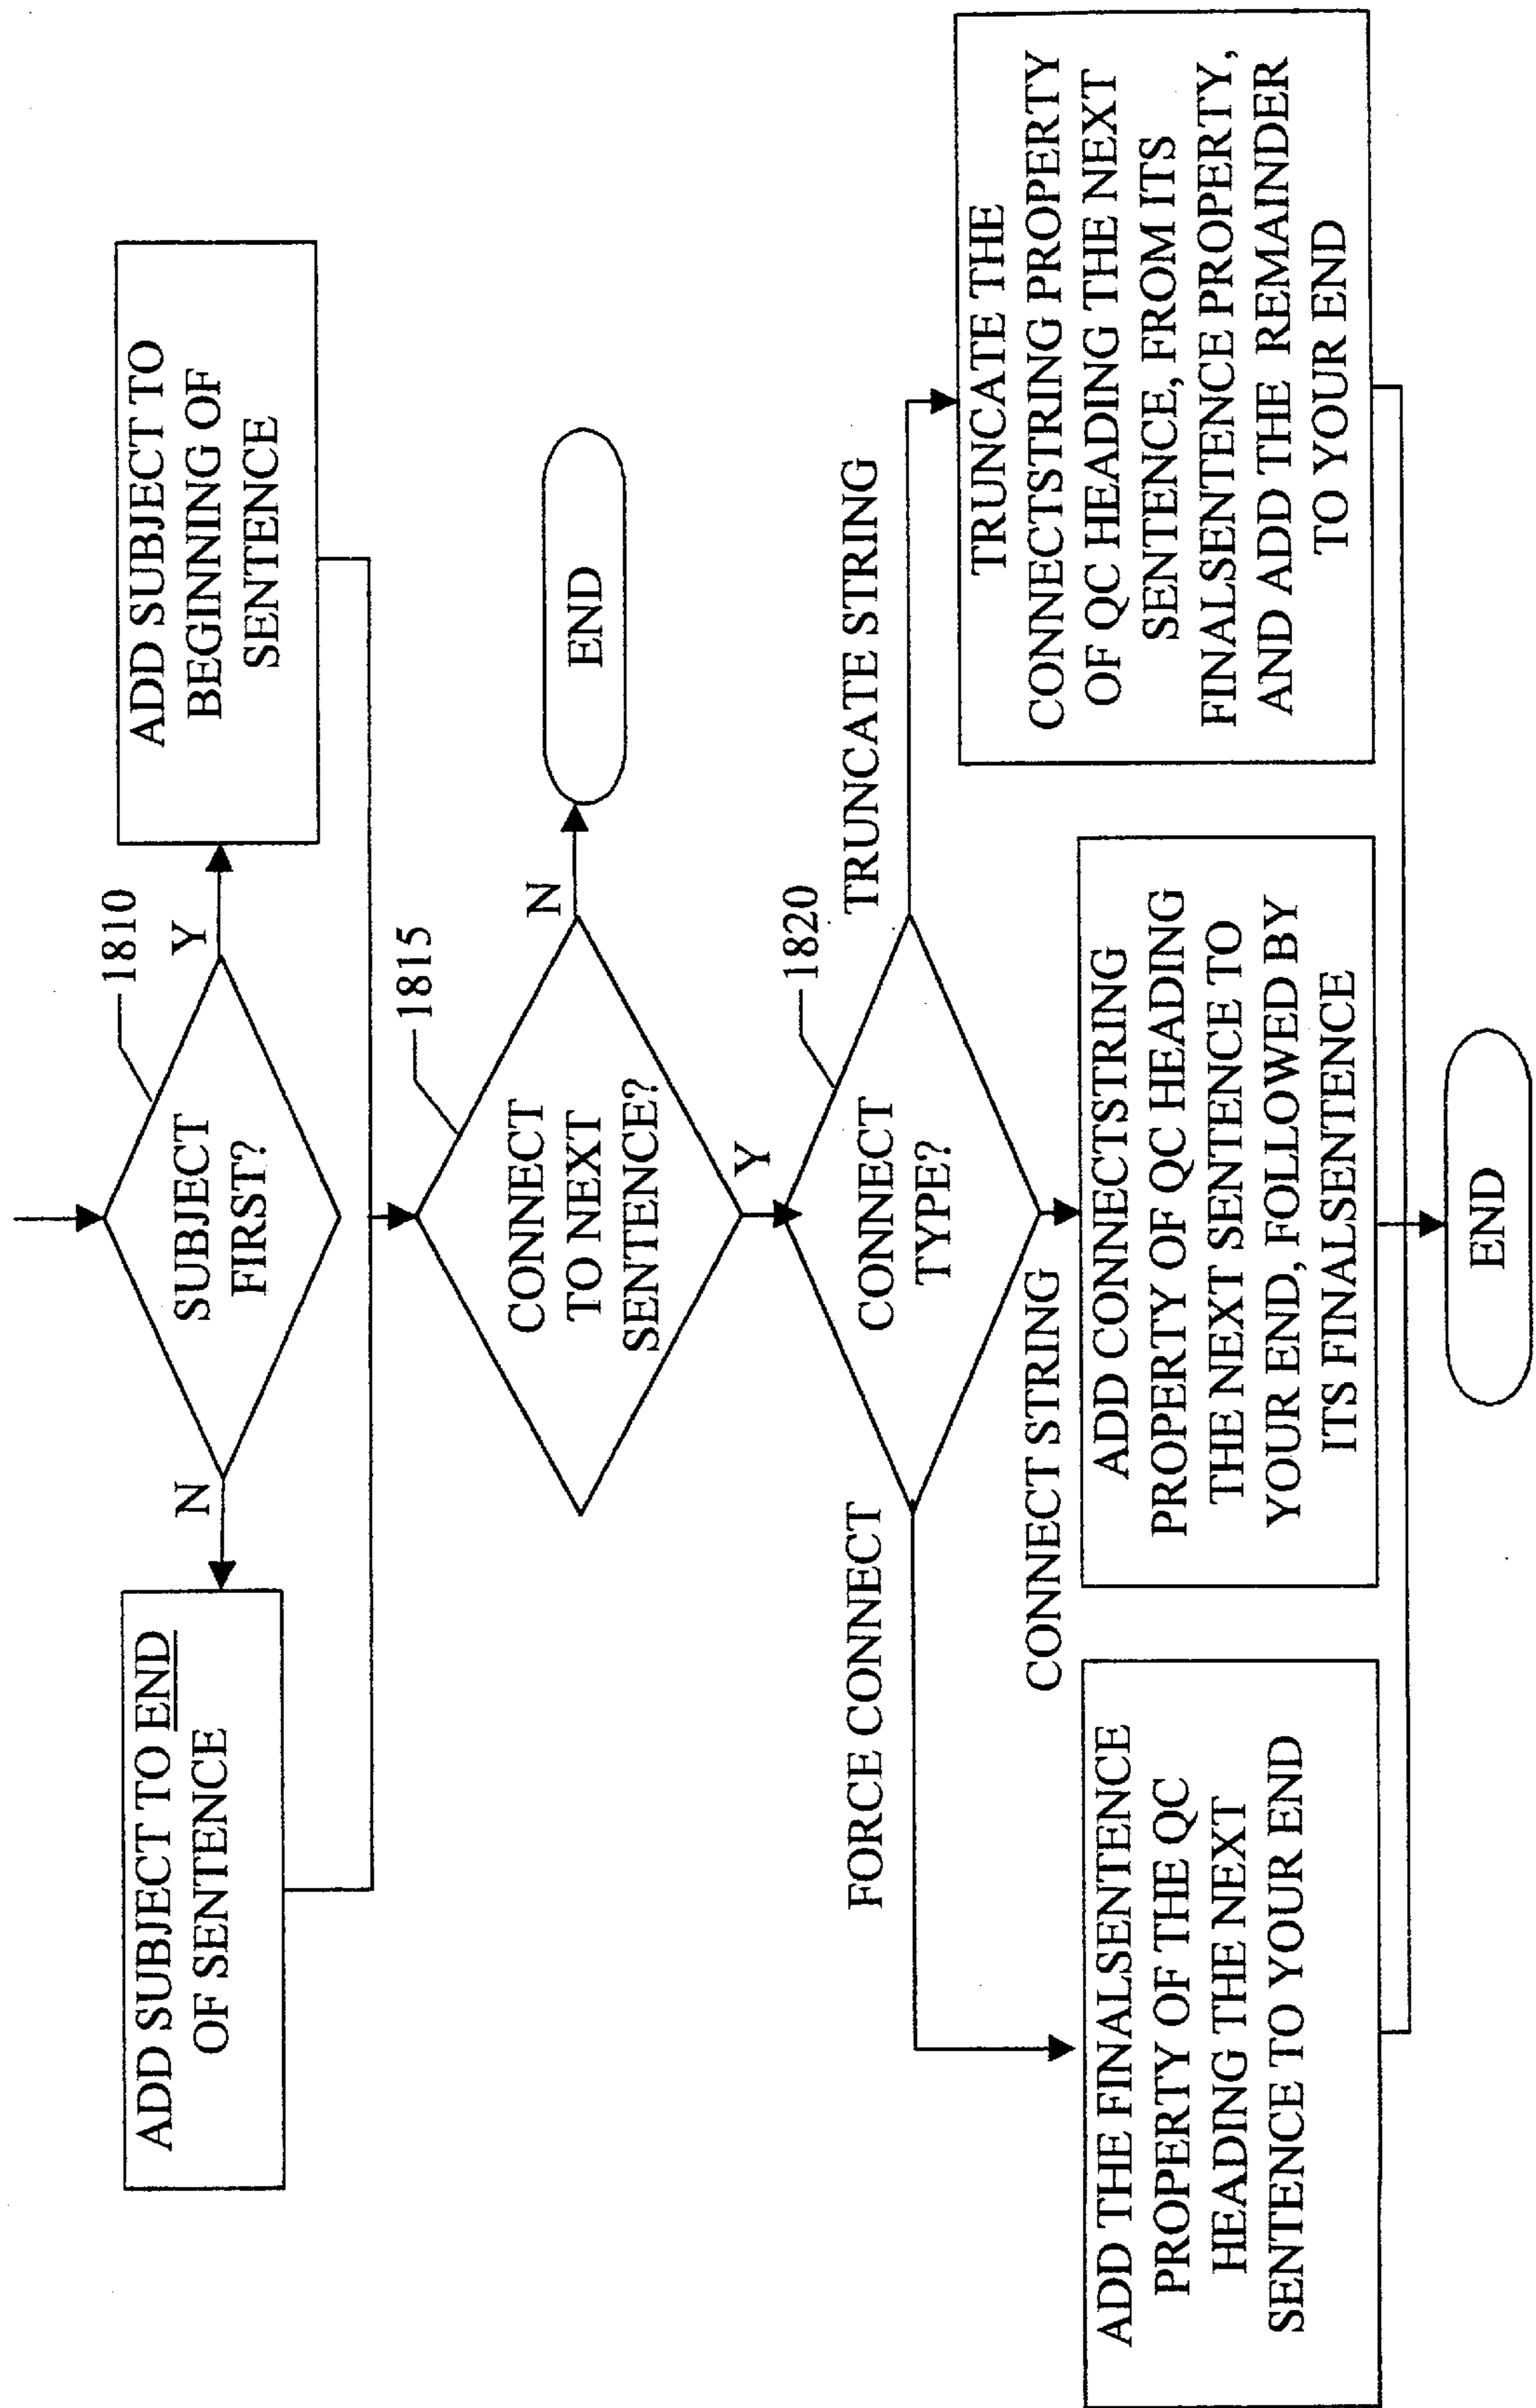 1810
SUBJECT
FIRST?
N
Y
ADD SUBJECT TO END
OF SENTENCE
ADD SUBJECT TO
BEGINNING OF
SENTENCE
1815
CONNECT
TO NEXT
SENTENCE?
N
END
Y
1820
CONNECT
TYPE?
FORCE CONNECT
CONNECT STRING
TRUNCATE STRING
ADD THE FINALSENTENCE
PROPERTY OF THE QC
HEADING THE NEXT
SENTENCE TO YOUR END
ADD CONNECTSTRING
PROPERTY OF QC HEADING
THE NEXT SENTENCE TO
YOUR END, FOLLOWED BY
ITS FINALSENTENCE
TRUNCATE THE
CONNECTSTRING PROPERTY
OF QC HEADING THE NEXT
SENTENCE, FROM ITS
FINALSENTENCE PROPERTY,
AND ADD THE REMAINDER
TO YOUR END
END